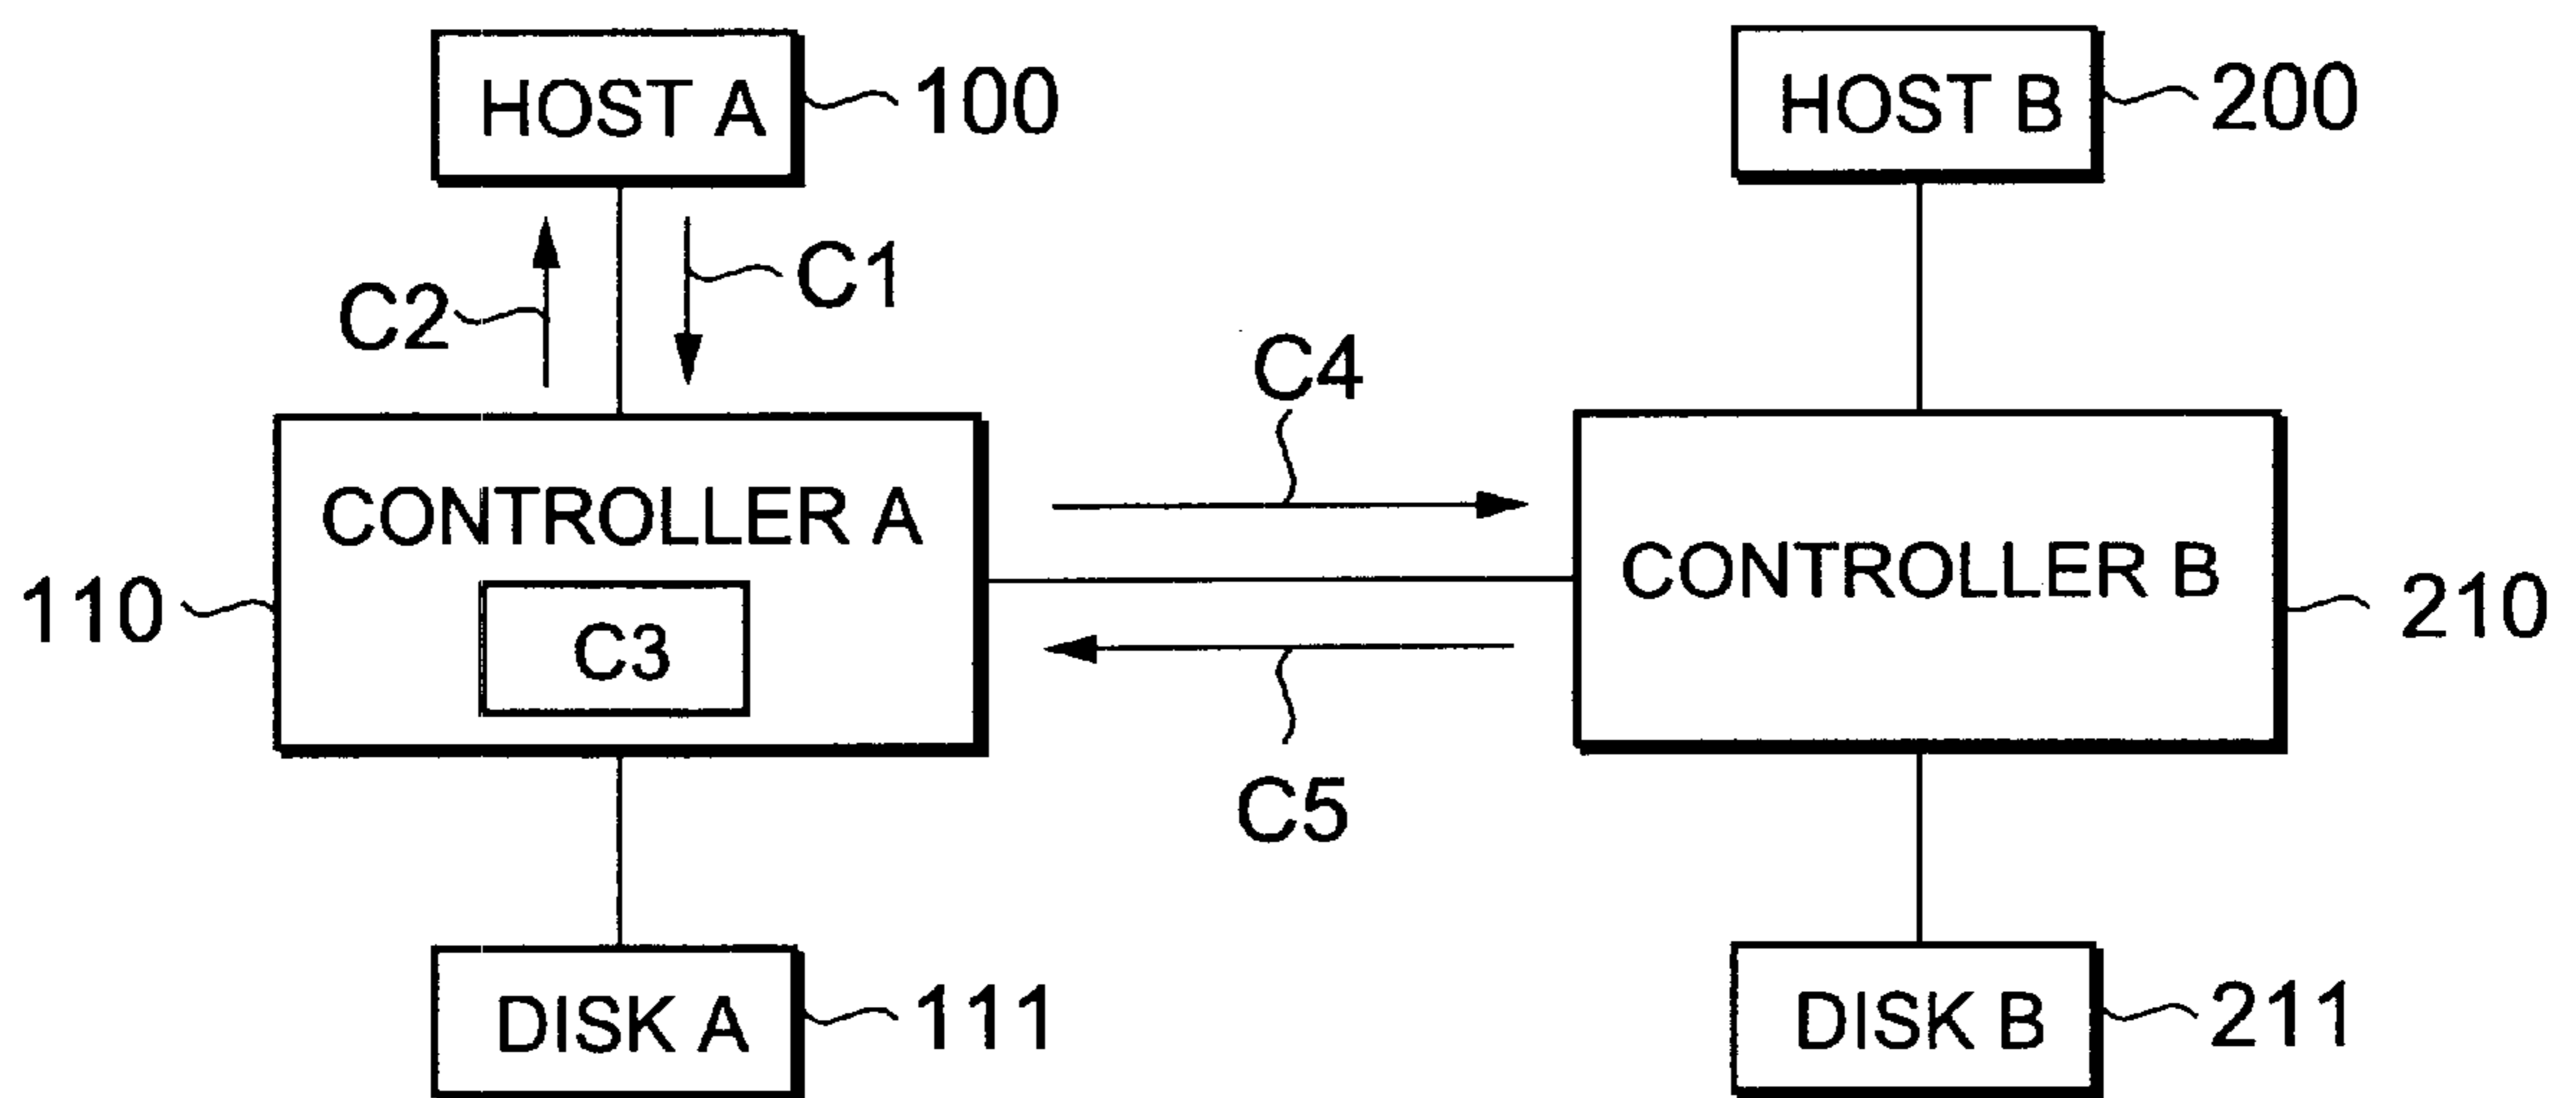 HOST A
100
HOST B
200
C2
C1
C4
CONTROLLER A
CONTROLLER B
110
C3
210
C5
DISK A
111
DISK B
211